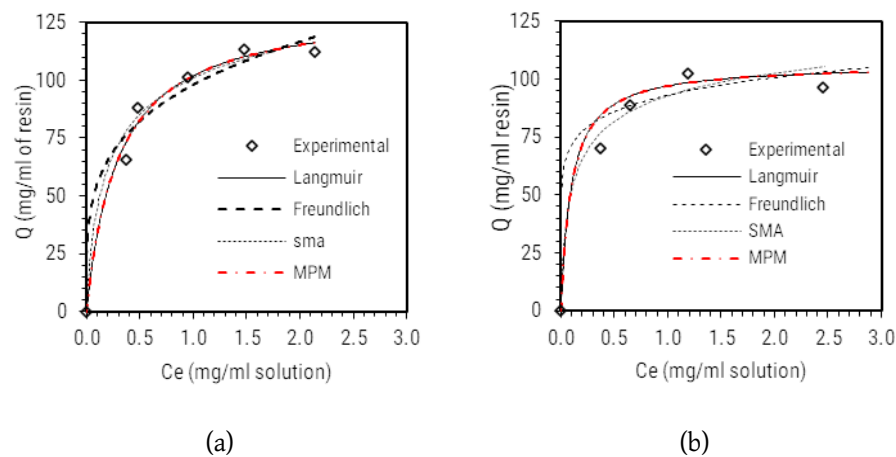 125
100
75
50
25
0
Q (mg/ml of resin)
Experimental
Langmuir
Freundlich
sma
MPM
0.0 0.5 1.0 1.5 2.0 2.5 3.0
Ce (mg/ml solution)
(a)
125
100
75
50
25
0
Q (mg/ml resin)
Experimental
Langmuir
Freundlich
SMA
MPM
0.0 0.5 1.0 1.5 2.0 2.5 3.0
Ce (mg/ml solution)
(b)